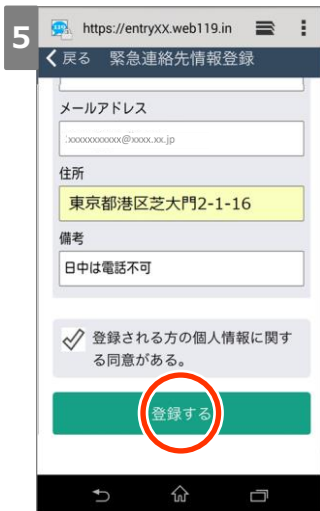 5
https://entryXX.web119.in
戻る 緊急連絡先情報登録
メールアドレス
xxxxxxxxxxx@xxxx.xx.jp
住所
東京都港区芝大門2-1-16
備考
日中は電話不可
登録される方の個人情報に関す
る同意がある。
登録する